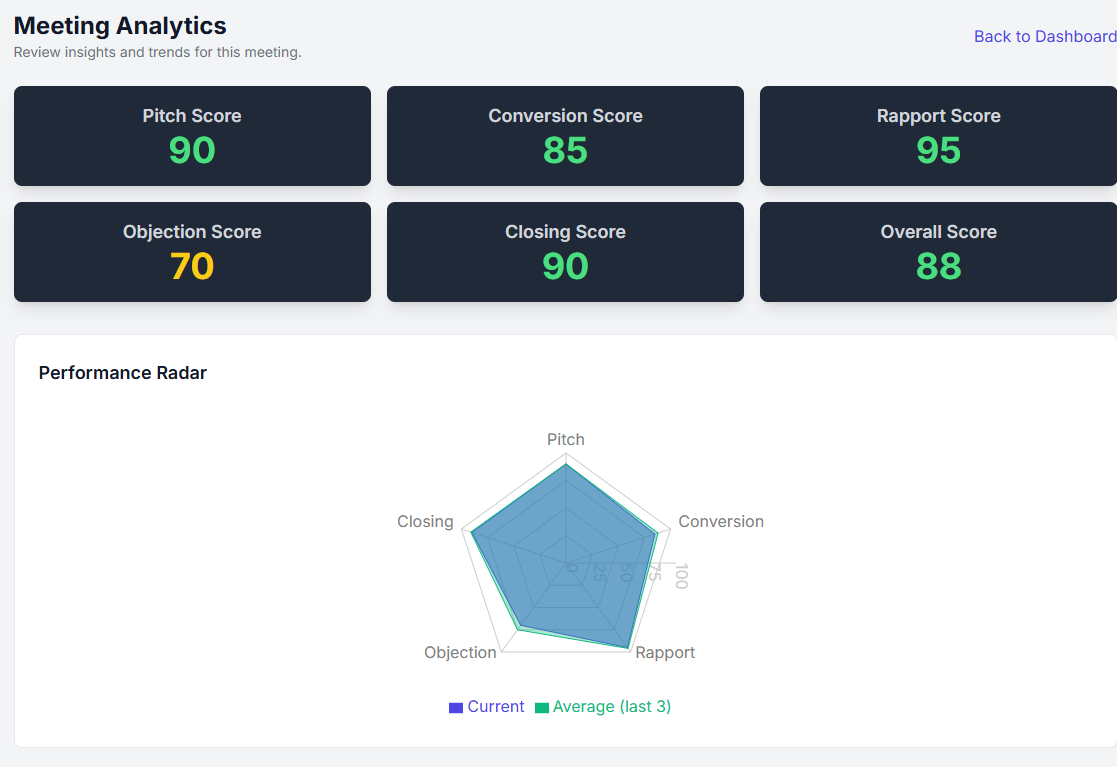 Meeting Analytics
Back to Dashboard
Review insights and trends for this meeting.
Pitch Score
90
Conversion Score
85
Rapport Score
95
Objection Score
70
Closing Score
90
Overall Score
88
Performance Radar
Pitch
Closing
Conversion
0 25 50 75 100
Objection
Rapport
Current
Average (last 3)